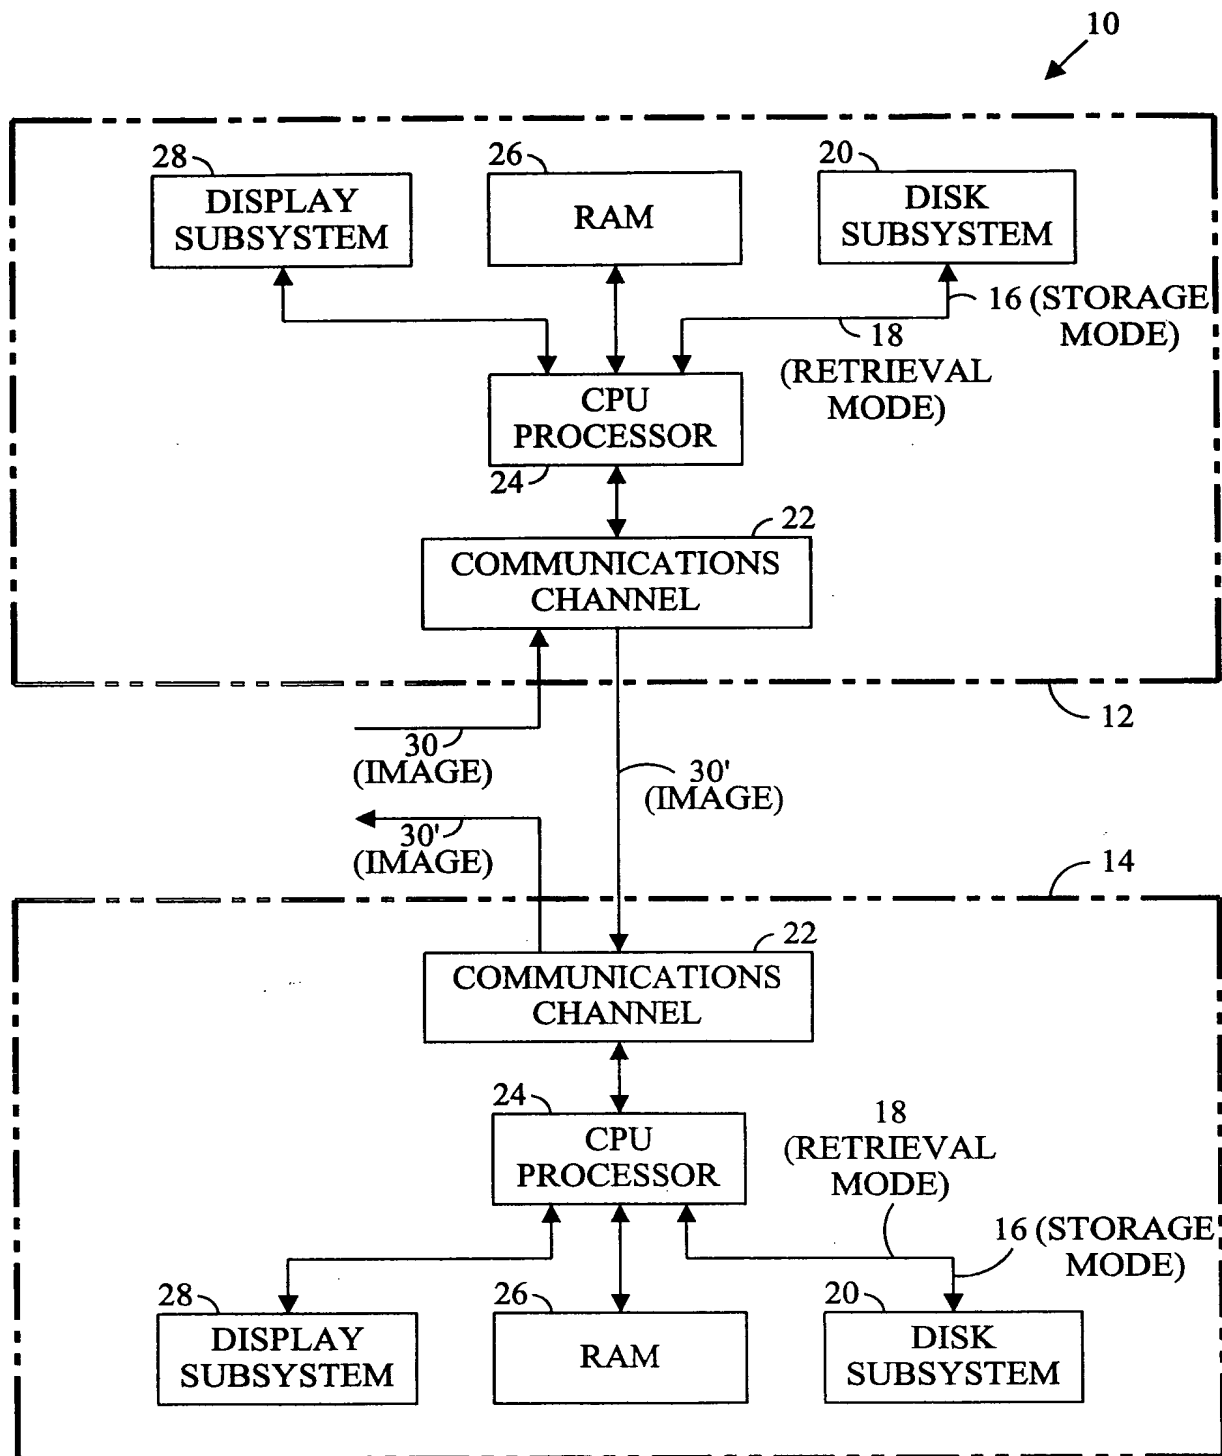 10
28
DISPLAY
SUBSYSTEM
26
RAM
20
DISK
SUBSYSTEM
16 (STORAGE
MODE)
18
(RETRIEVAL
MODE)
CPU
PROCESSOR
24
22
COMMUNICATIONS
CHANNEL
12
30
(IMAGE)
30'
(IMAGE)
30'
(IMAGE)
14
22
COMMUNICATIONS
CHANNEL
24
CPU
PROCESSOR
18
(RETRIEVAL
MODE)
16 (STORAGE
MODE)
28
DISPLAY
SUBSYSTEM
26
RAM
20
DISK
SUBSYSTEM